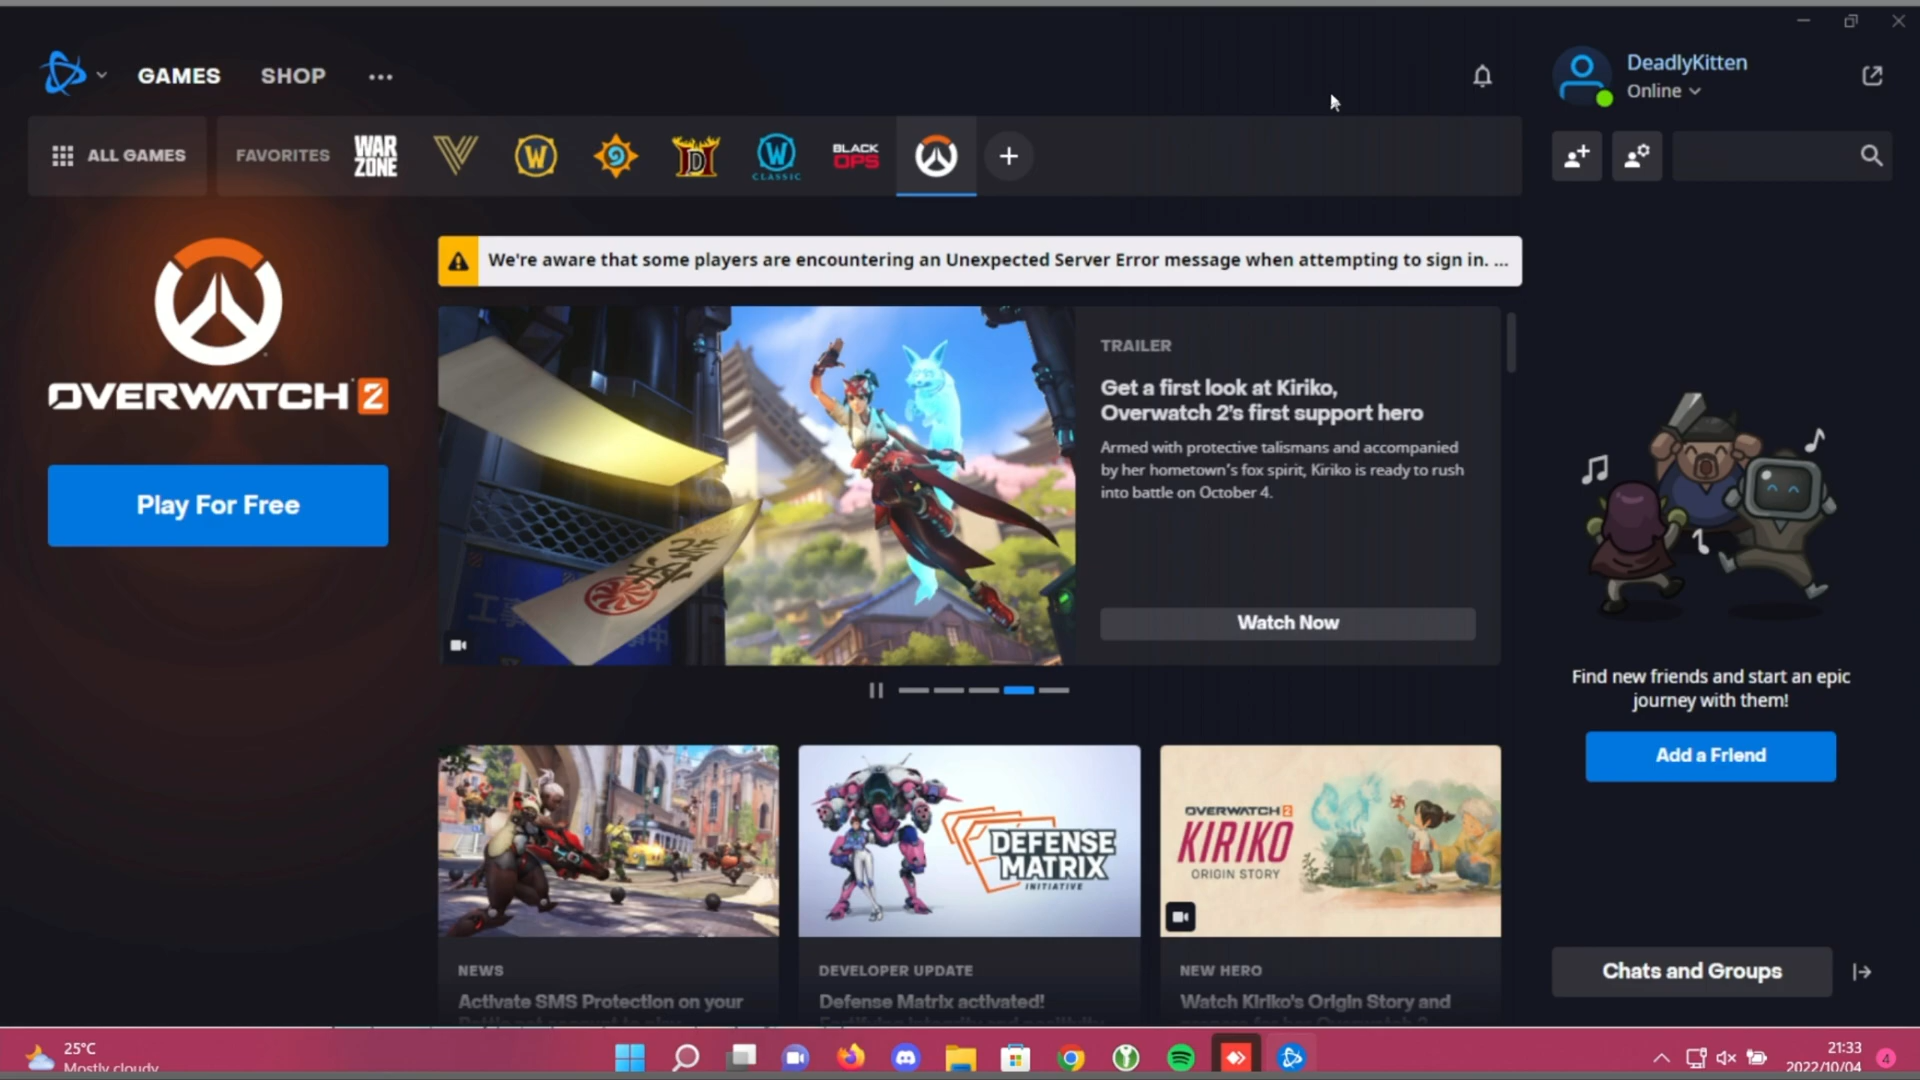 GAMES
SHOP
DeadlyKitten
Online
ALL GAMES
FAVORITES
WAR
ZONE
CLASSIC
BLACK
OPS
We're aware that some players are encountering an Unexpected Server Error message when attempting to sign in. ...
OVERWATCH 2
Play For Free
TRAILER
Get a first look at Kiriko,
Overwatch 2's first support hero
Armed with protective talismans and accompanied
by her hometown's fox spirit, Kiriko is ready to rush
into battle on October 4.
Watch Now
Find new friends and start an epic
journey with them!
Add a Friend
DEFENSE
MATRIX
INITIATIVE
OVERWATCH 2
KIRIKO
ORIGIN STORY
NEWS
Activate SMS Protection on your
DEVELOPER UPDATE
Defense Matrix activated!
NEW HERO
Watch Kiriko's Origin Story and
Chats and Groups
25°C
Mostly cloudy
21:33
2022/10/04
4